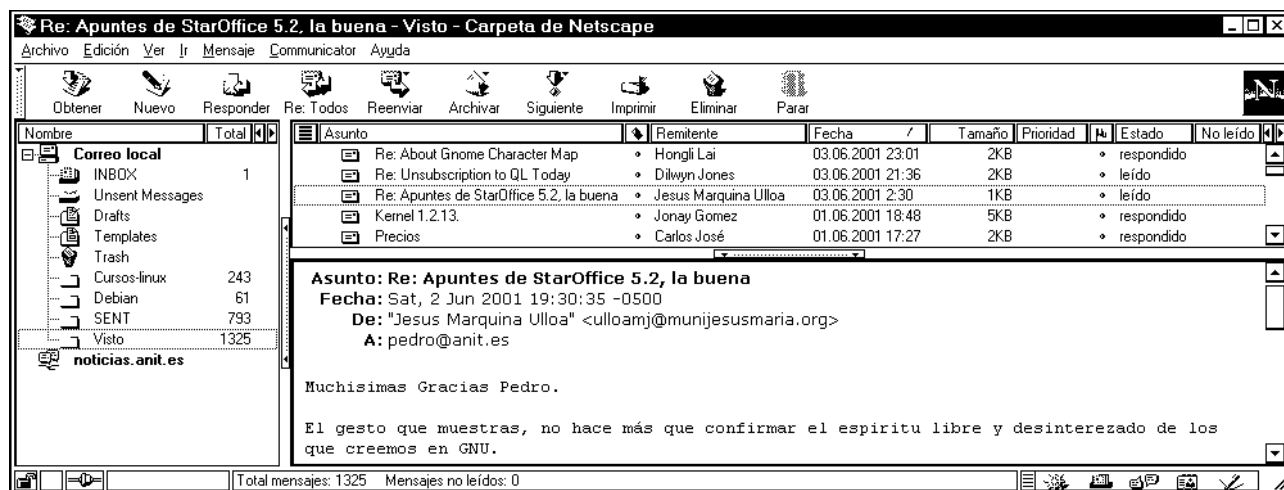 Re: Apuntes de StarOffice 5.2, la buena - Visto - Carpeta de Netscape
Archivo Edición Ver Ir Mensaje Communicator Ayuda
Obtener Nuevo Responder Re: Todos Reenviar Archivar Siguiente Imprimir Eliminar Parar
N
Nombre Total
Correo local
INBOX 1
Unsent Messages
Drafts
Templates
Trash
Cursos-linux 243
Debian 61
SENT 793
Visto 1325
noticias.anit.es
Asunto Remitente Fecha Tamaño Prioridad Estado No leído
Re: About Gnome Character Map Hongli Lai 03.06.2001 23:01 2KB respondido
Re: Unsubscription to QL Today Dilwyn Jones 03.06.2001 21:36 2KB leído
Re: Apuntes de StarOffice 5.2, la buena Jesus Marquina Ulloa 03.06.2001 2:30 1KB leído
Kernel 1.2.13. Jonay Gomez 01.06.2001 18:48 5KB respondido
Precios Carlos José 01.06.2001 17:27 2KB respondido
Asunto: Re: Apuntes de StarOffice 5.2, la buena
Fecha: Sat, 2 Jun 2001 19:30:35 -0500
De: "Jesus Marquina Ulloa" <ulloamj@munijesusmaria.org>
A: pedro@anit.es
Muchisimas Gracias Pedro.
El gesto que muestras, no hace más que confirmar el espiritu libre y desinterezado de los
que creemos en GNU.
Total mensajes: 1325 Mensajes no leídos: 0